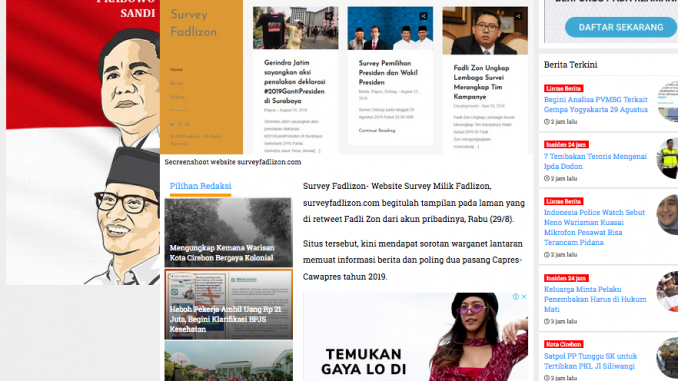 PRABOWO
SANDI
Survey
Fadlizon
Home
Gerindra Jatim
sayangkan aksi
penolakan deklarasi
#2019GantiPresiden
di Surabaya
Survey Pemilihan
Presiden dan Wakil
Presiden
Continue Reading
Fadli Zon Ungkap
Lembaga Survei
Merangkap Tim
Kampanye
Secreenshoot website surveyfadlizon.com
Pilihan Redaksi
Mengungkap Kemana Warisan
Kota Cirebon Bergaya Kolonial
Heboh Pekerja Ambil Uang Rp 21
Juta, Begini Klarifikasi BPJS
Kesehatan
Survey Fadlizon- Website Survey Milik Fadlizon,
surveyfadlizon.com begitulah tampilan pada laman yang
di retweet Fadli Zon dari akun pribadinya, Rabu (29/8).
Situs tersebut, kini mendapat sorotan warganet lantaran
memuat informasi berita dan poling dua pasang Capres-
Cawapres tahun 2019.
TEMUKAN
GAYA LO DI
DAFTAR SEKARANG
Berita Terkini
Lintas Berita
Begini Analisa PVMBG Terkait
Gempa Yogyakarta 29 Agustus
2 jam lalu
Insiden 24 jam
7 Tembakan Teroris Mengenai
Ipda Dodon
2 jam lalu
Lintas Berita
Indonesia Police Watch Sebut
Neno Warisman Kuasai
Mikrofon Pesawat Bisa
Terancam Pidana
2 jam lalu
Insiden 24 jam
Keluarga Minta Pelaku
Penembakan Harus di Hukum
Mati
3 jam lalu
Kota Cirebon
Satpol PP Tunggu SK untuk
Tertibkan PKL Jl Siliwangi
3 jam lalu